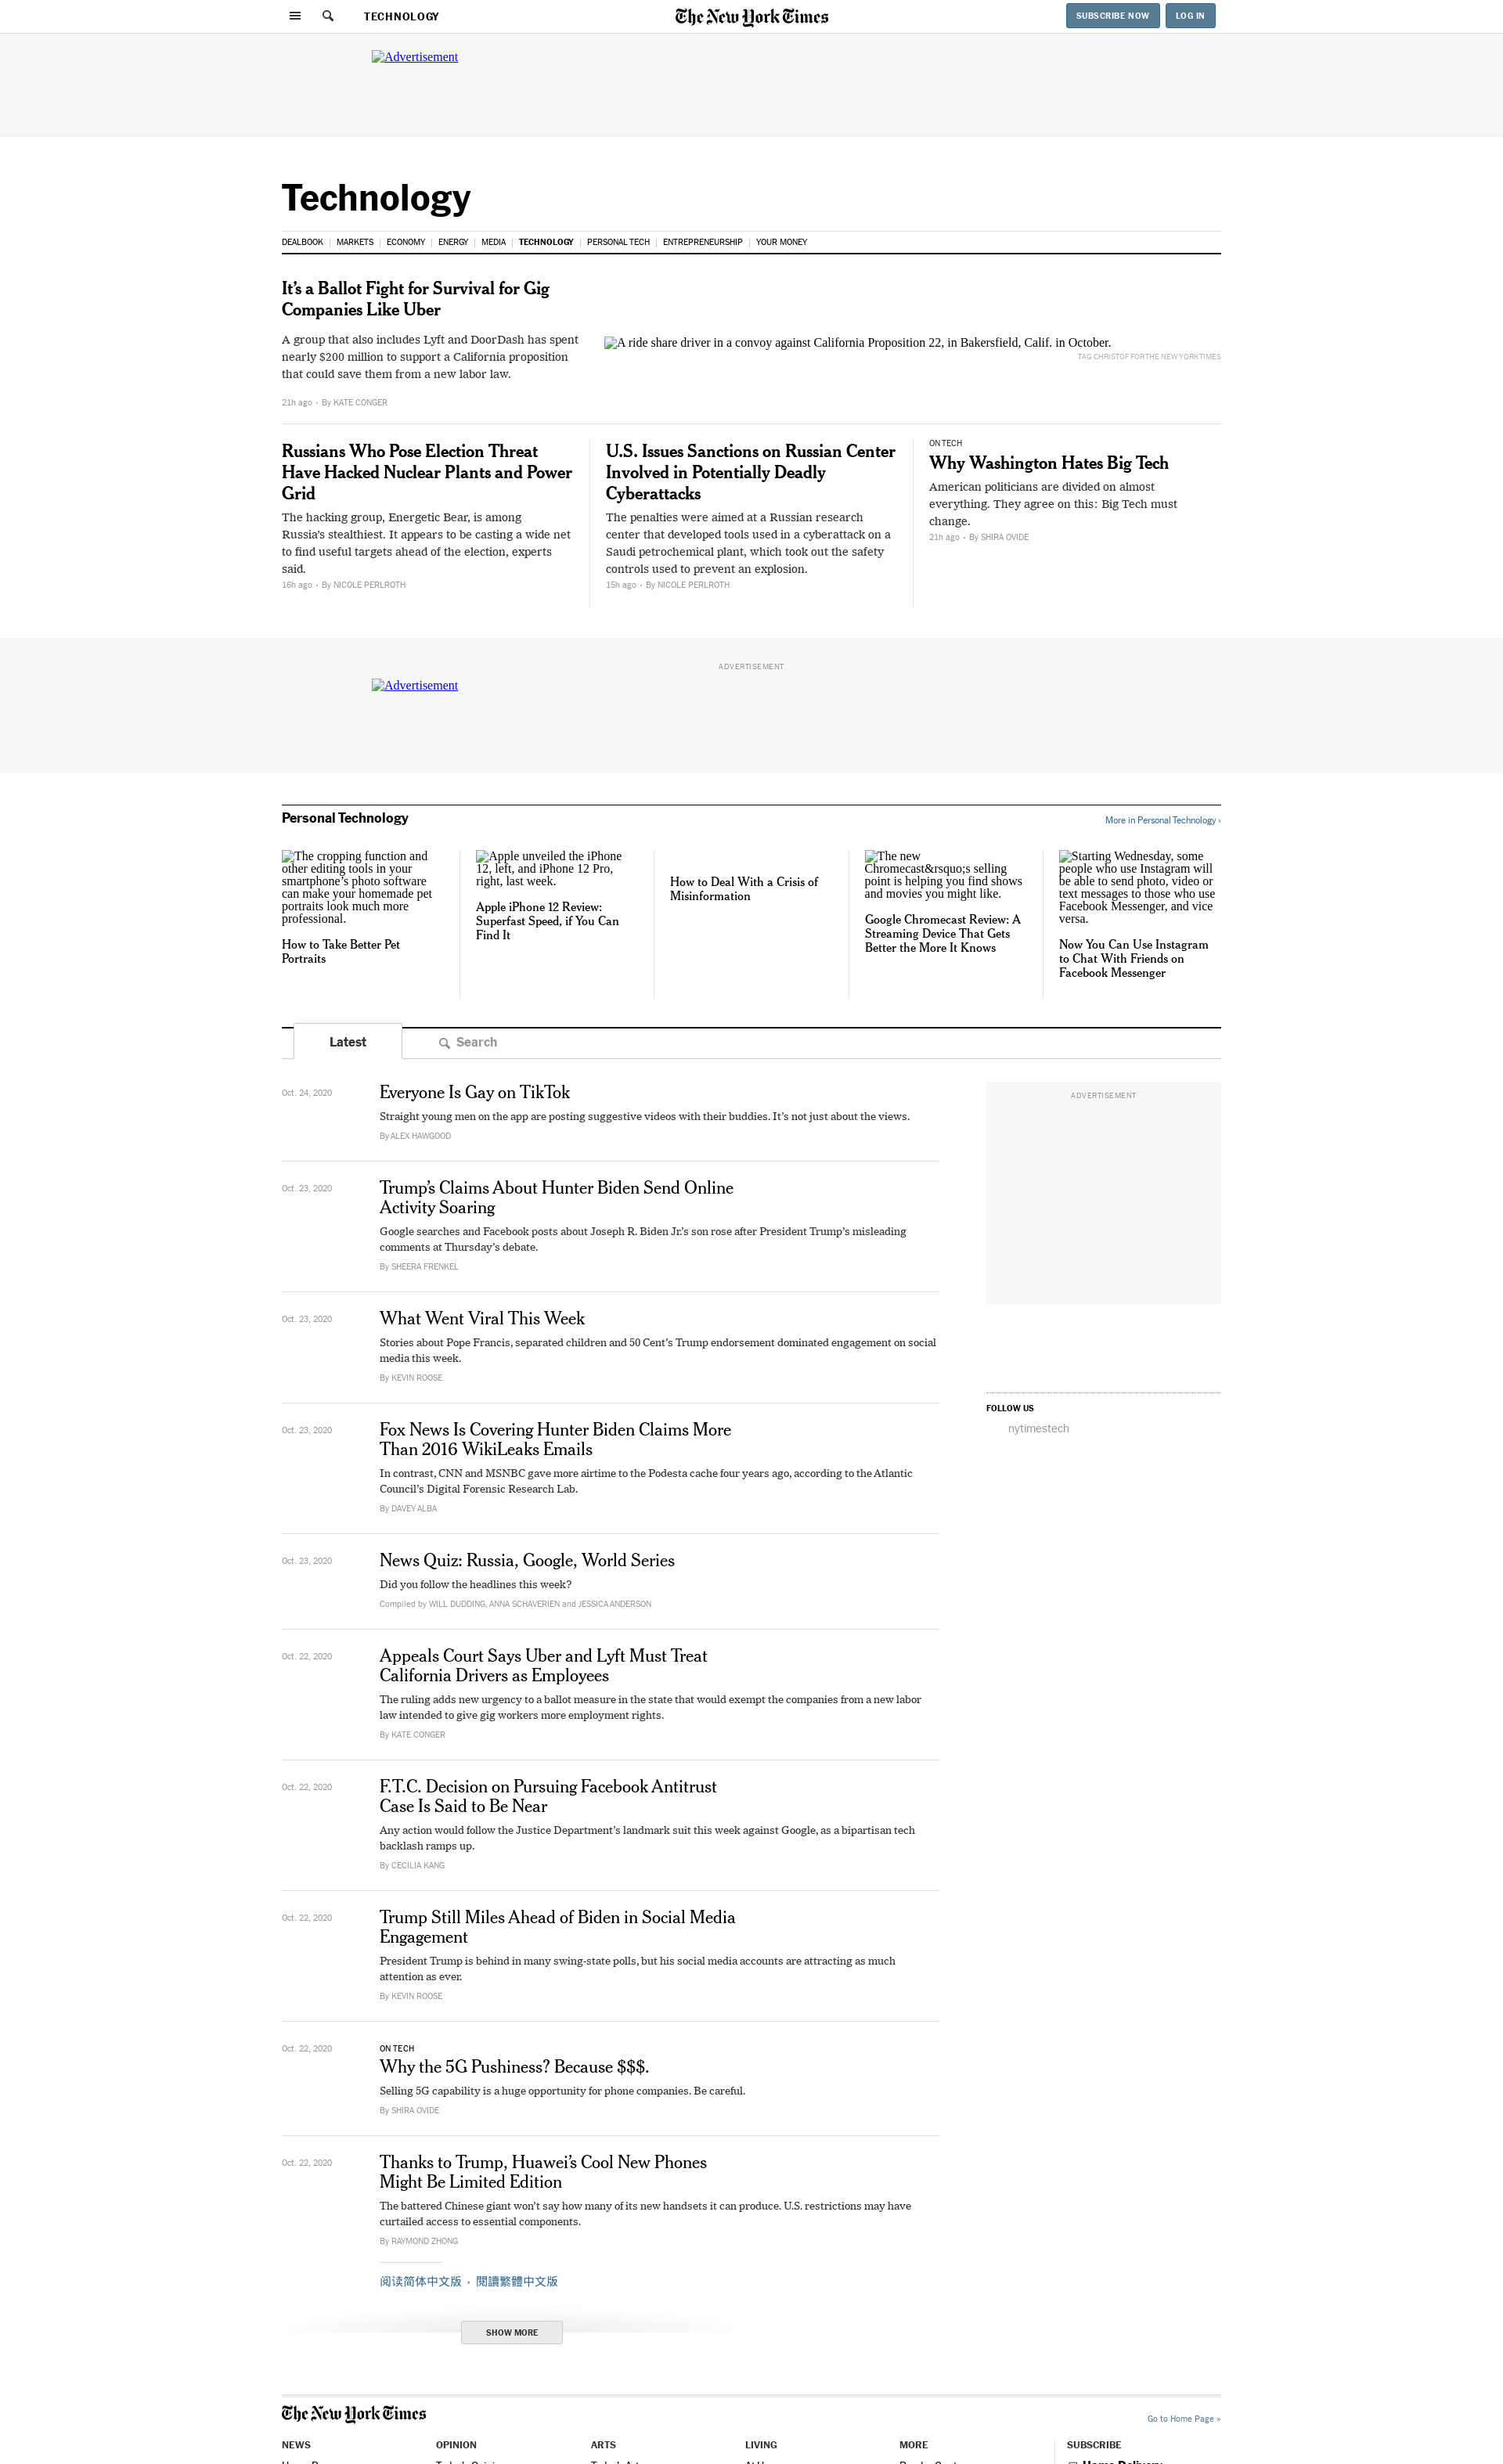 TECHNOLOGY
The New York Times
SUBSCRIBE NOW
LOG IN
Advertisement
Technology
DEALBOOK | MARKETS | ECONOMY | ENERGY | MEDIA | TECHNOLOGY | PERSONAL TECH | ENTREPRENEURSHIP | YOUR MONEY
It’s a Ballot Fight for Survival for Gig
Companies Like Uber
A group that also includes Lyft and DoorDash has spent
nearly $200 million to support a California proposition
that could save them from a new labor law.
21h ago • By KATE CONGER
A ride share driver in a convoy against California Proposition 22, in Bakersfield, Calif. in October.
TAG CHRISTOF FOR THE NEW YORK TIMES
Russians Who Pose Election Threat
Have Hacked Nuclear Plants and Power
Grid
The hacking group, Energetic Bear, is among
Russia’s stealthiest. It appears to be casting a wide net
to find useful targets ahead of the election, experts
said.
16h ago • By NICOLE PERLROTH
U.S. Issues Sanctions on Russian Center
Involved in Potentially Deadly
Cyberattacks
The penalties were aimed at a Russian research
center that developed tools used in a cyberattack on a
Saudi petrochemical plant, which took out the safety
controls used to prevent an explosion.
15h ago • By NICOLE PERLROTH
ON TECH
Why Washington Hates Big Tech
American politicians are divided on almost
everything. They agree on this: Big Tech must
change.
21h ago • By SHIRA OVIDE
ADVERTISEMENT
Advertisement
Personal Technology
More in Personal Technology ›
The cropping function and
other editing tools in your
smartphone’s photo software
can make your homemade pet
portraits look much more
professional.
How to Take Better Pet
Portraits
Apple unveiled the iPhone
12, left, and iPhone 12 Pro,
right, last week.
Apple iPhone 12 Review:
Superfast Speed, if You Can
Find It
How to Deal With a Crisis of
Misinformation
The new
Chromecast&rsquo;s selling
point is helping you find shows
and movies you might like.
Google Chromecast Review: A
Streaming Device That Gets
Better the More It Knows
Starting Wednesday, some
people who use Instagram will
be able to send photo, video or
text messages to those who use
Facebook Messenger, and vice
versa.
Now You Can Use Instagram
to Chat With Friends on
Facebook Messenger
Latest
Search
Oct. 24, 2020
Everyone Is Gay on TikTok
Straight young men on the app are posting suggestive videos with their buddies. It’s not just about the views.
By ALEX HAWGOOD
ADVERTISEMENT
Oct. 23, 2020
Trump’s Claims About Hunter Biden Send Online
Activity Soaring
Google searches and Facebook posts about Joseph R. Biden Jr.’s son rose after President Trump’s misleading
comments at Thursday’s debate.
By SHEERA FRENKEL
Oct. 23, 2020
What Went Viral This Week
Stories about Pope Francis, separated children and 50 Cent’s Trump endorsement dominated engagement on social
media this week.
By KEVIN ROOSE
FOLLOW US
nytimestech
Oct. 23, 2020
Fox News Is Covering Hunter Biden Claims More
Than 2016 WikiLeaks Emails
In contrast, CNN and MSNBC gave more airtime to the Podesta cache four years ago, according to the Atlantic
Council’s Digital Forensic Research Lab.
By DAVEY ALBA
Oct. 23, 2020
News Quiz: Russia, Google, World Series
Did you follow the headlines this week?
Compiled by WILL DUDDING, ANNA SCHAVERIEN and JESSICA ANDERSON
Oct. 22, 2020
Appeals Court Says Uber and Lyft Must Treat
California Drivers as Employees
The ruling adds new urgency to a ballot measure in the state that would exempt the companies from a new labor
law intended to give gig workers more employment rights.
By KATE CONGER
Oct. 22, 2020
F.T.C. Decision on Pursuing Facebook Antitrust
Case Is Said to Be Near
Any action would follow the Justice Department’s landmark suit this week against Google, as a bipartisan tech
backlash ramps up.
By CECILIA KANG
Oct. 22, 2020
Trump Still Miles Ahead of Biden in Social Media
Engagement
President Trump is behind in many swing-state polls, but his social media accounts are attracting as much
attention as ever.
By KEVIN ROOSE
Oct. 22, 2020
ON TECH
Why the 5G Pushiness? Because $$$.
Selling 5G capability is a huge opportunity for phone companies. Be careful.
By SHIRA OVIDE
Oct. 22, 2020
Thanks to Trump, Huawei’s Cool New Phones
Might Be Limited Edition
The battered Chinese giant won’t say how many of its new handsets it can produce. U.S. restrictions may have
curtailed access to essential components.
By RAYMOND ZHONG
阅读简体中文版 • 閱讀繁體中文版
SHOW MORE
The New York Times
Go to Home Page »
NEWS
OPINION
ARTS
LIVING
MORE
SUBSCRIBE